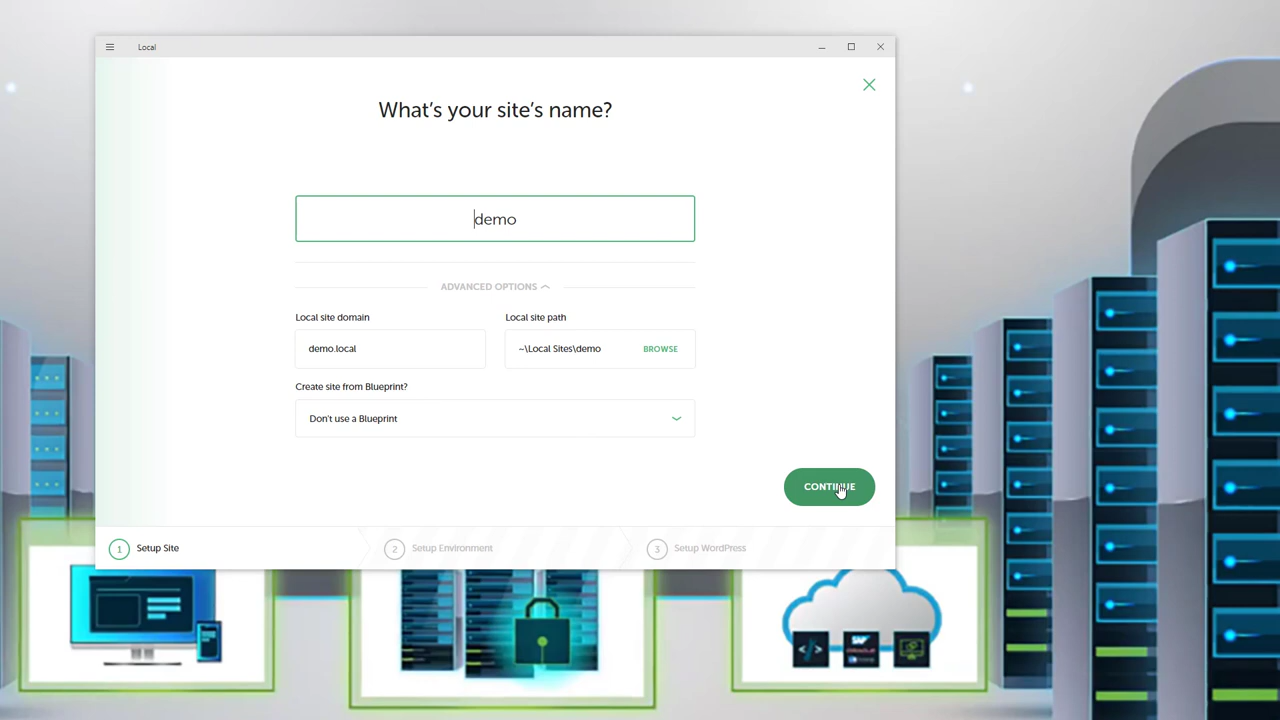 Local
What's your site's name?
demo
ADVANCED OPTIONS
Local site domain
Local site path
demo.local
~\Local Sites\demo
BROWSE
Create site from Blueprint?
Don't use a Blueprint
CONTINUE
1 Setup Site
2 Setup Environment
3 Setup WordPress
</>
SAP